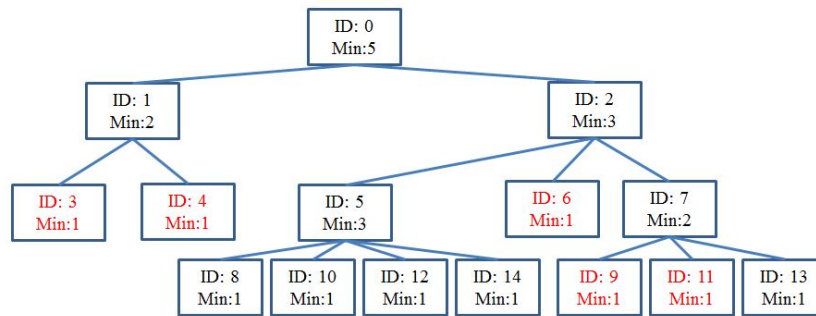 ID: 0
Min:5
ID: 1
Min:2
ID: 2
Min:3
ID: 3
Min:1
ID: 4
Min:1
ID: 5
Min:3
ID: 6
Min:1
ID: 7
Min:2
ID: 8
Min:1
ID: 10
Min:1
ID: 12
Min:1
ID: 14
Min:1
ID: 9
Min:1
ID: 11
Min:1
ID: 13
Min:1